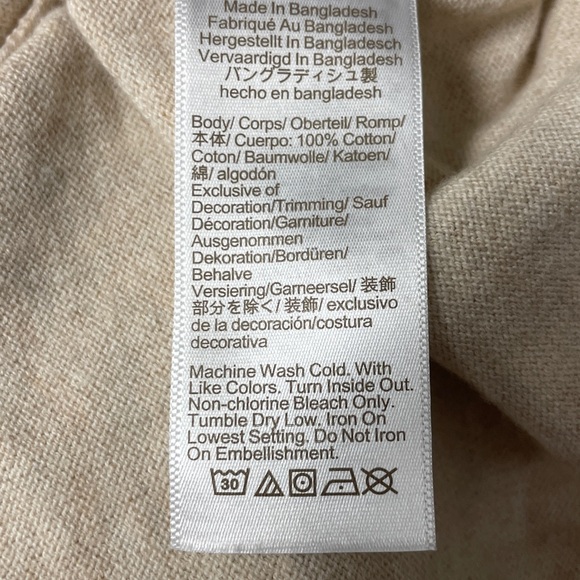 Made In Bangladesh
Fabriqué Au Bangladesh
Hergestellt In Bangladesch
Vervaardigd In Bangladesh
バングラディシュ製
hecho en bangladesh
Body/ Corps/ Oberteil/ Romp/
本体/ Cuerpo: 100% Cotton/
Coton/ Baumwolle/ Katoen/
綿/ algodón
Exclusive of
Decoration/Trimming/ Sauf
Décoration/Garniture/
Ausgenommen
Dekoration/Bordüren/
Behalve
Versiering/Garneersel/ 装飾
部分を除く/ 装飾/ exclusivo
de la decoración/costura
decorativa
Machine Wash Cold. With
Like Colors. Turn Inside Out.
Non-chlorine Bleach Only.
Tumble Dry Low. Iron On
Lowest Setting. Do Not Iron
On Embellishment.
30